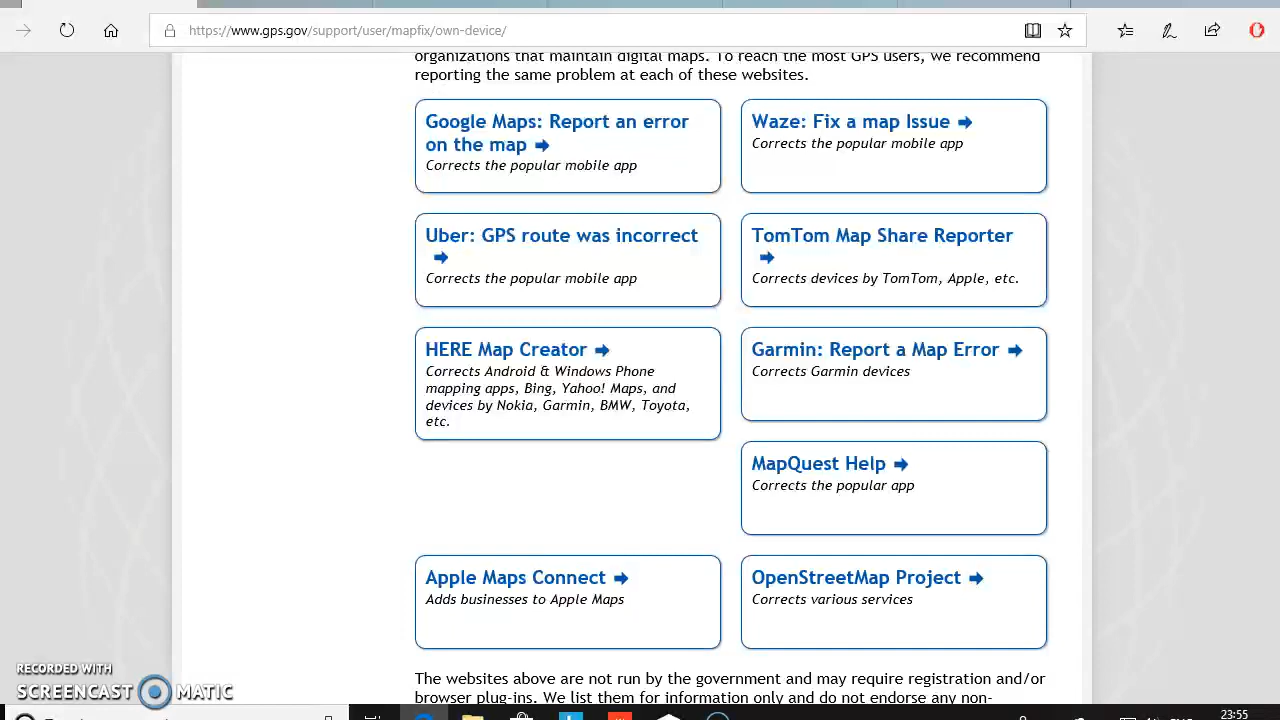 https://www.gps.gov/support/user/mapfix/own-device/
organizations that maintain digital maps. To reach the most GPS users, we recommend
reporting the same problem at each of these websites.
Google Maps: Report an error
on the map
Corrects the popular mobile app
Waze: Fix a map Issue
Corrects the popular mobile app
Uber: GPS route was incorrect
Corrects the popular mobile app
TomTom Map Share Reporter
Corrects devices by TomTom, Apple, etc.
HERE Map Creator
Corrects Android & Windows Phone
mapping apps, Bing, Yahoo! Maps, and
devices by Nokia, Garmin, BMW, Toyota,
etc.
Garmin: Report a Map Error
Corrects Garmin devices
MapQuest Help
Corrects the popular app
Apple Maps Connect
Adds businesses to Apple Maps
OpenStreetMap Project
Corrects various services
The websites above are not run by the government and may require registration and/or
browser plug-ins. We list them for information only and do not endorse any non-
RECORDED WITH
SCREENCAST MATIC
23:55